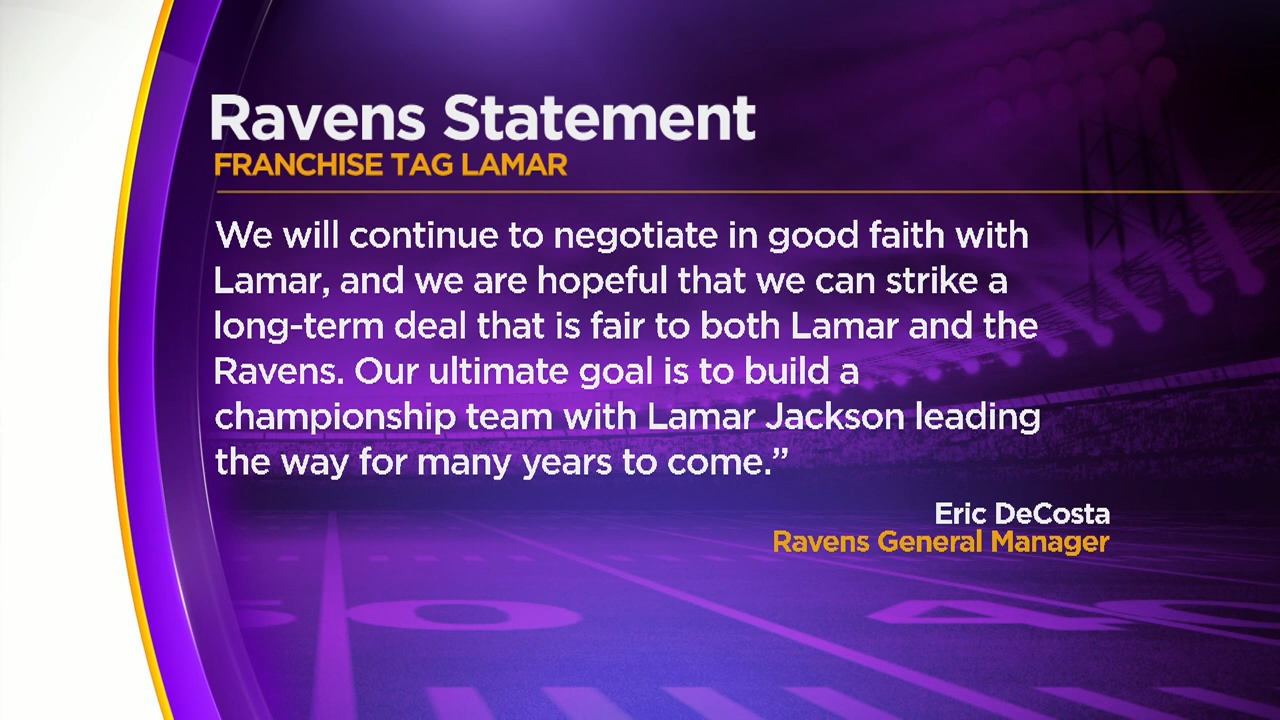 Ravens Statement
FRANCHISE TAG LAMAR
We will continue to negotiate in good faith with
Lamar, and we are hopeful that we can strike a
long-term deal that is fair to both Lamar and the
Ravens. Our ultimate goal is to build a
championship team with Lamar Jackson leading
the way for many years to come.”
Eric DeCosta
Ravens General Manager
50 40